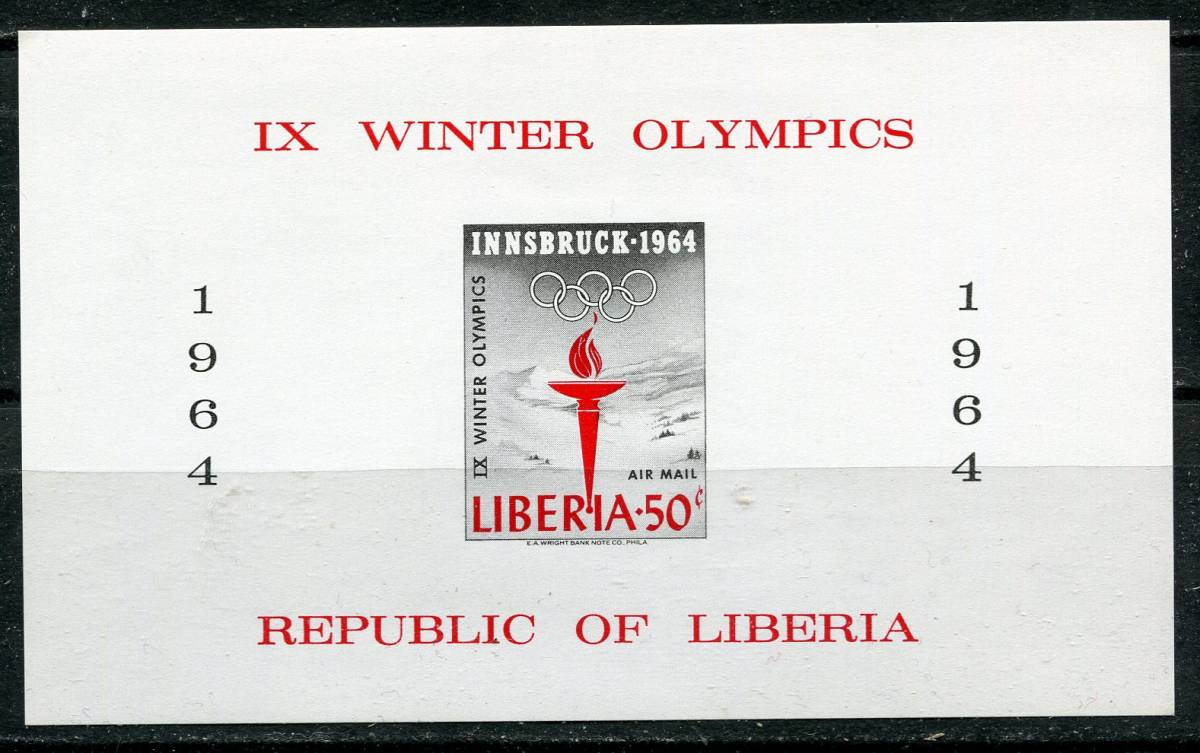 IX WINTER OLYMPICS
INNSBRUCK·1964
IX WINTER OLYMPICS
1
9
6
4
1
9
6
4
AIR MAIL
LIBERIA·50¢
E.A. WRIGHT BANK NOTE CO., PHILA
REPUBLIC OF LIBERIA